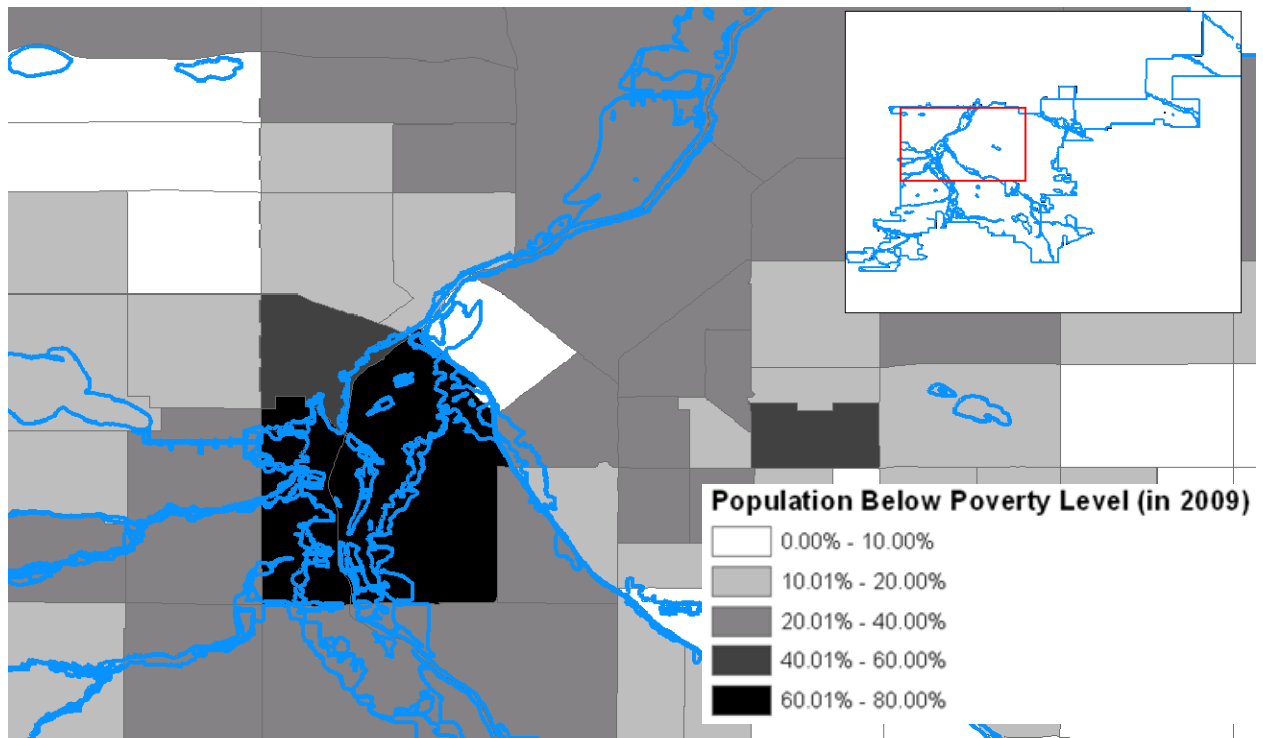 Population Below Poverty Level (in 2009)
0.00% - 10.00%
10.01% - 20.00%
20.01% - 40.00%
40.01% - 60.00%
60.01% - 80.00%